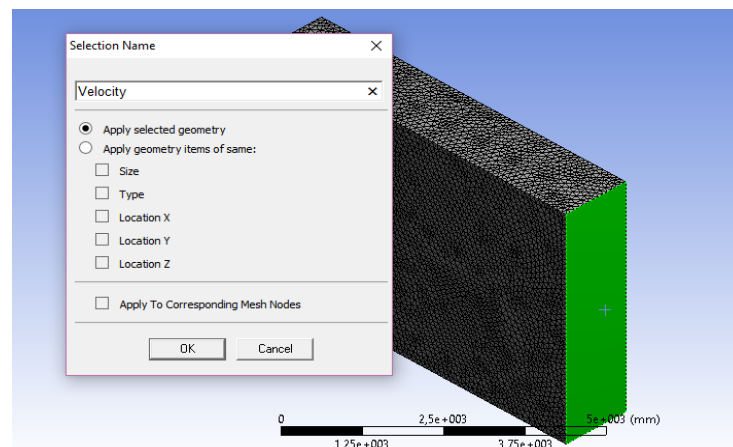 Selection Name
Velocity
Apply selected geometry
Apply geometry items of same:
Size
Type
Location X
Location Y
Location Z
Apply To Corresponding Mesh Nodes
OK Cancel
0 2,5e+003 5e+003 (mm)
1,25e+003 3,75e+003